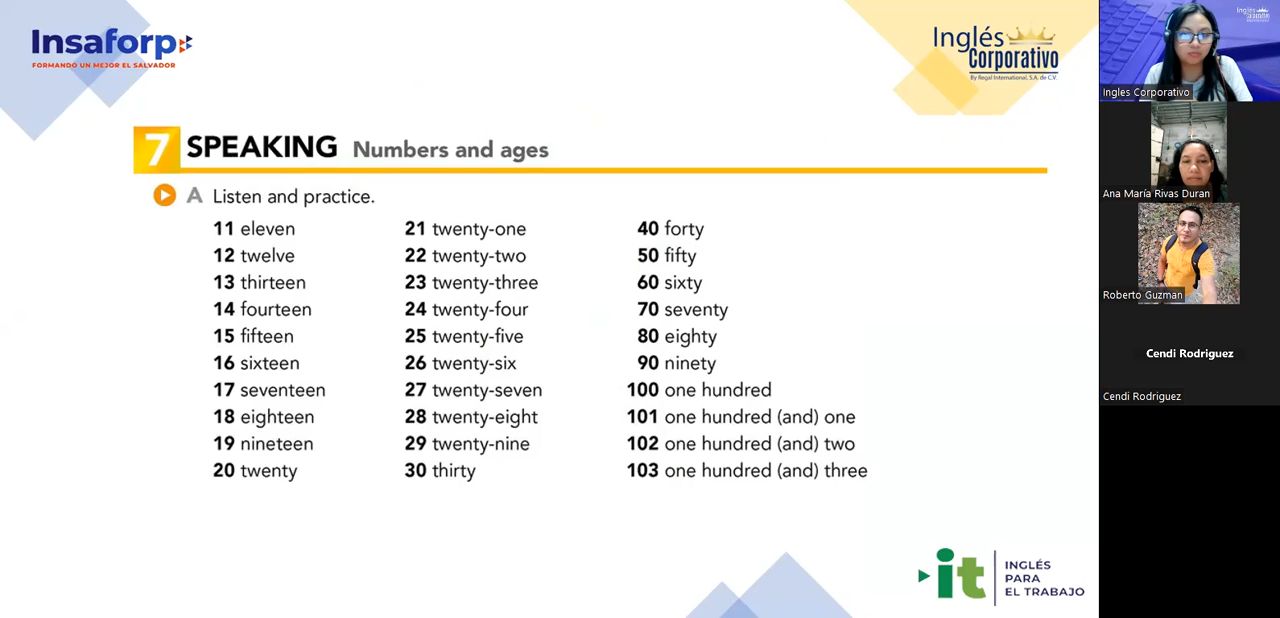 Insaforp
FORMANDO UN MEJOR EL SALVADOR
Inglés
Corporativo
By Regal International, S.A. de C.V.
7 SPEAKING Numbers and ages
A Listen and practice.
11 eleven
12 twelve
13 thirteen
14 fourteen
15 fifteen
16 sixteen
17 seventeen
18 eighteen
19 nineteen
20 twenty
21 twenty-one
22 twenty-two
23 twenty-three
24 twenty-four
25 twenty-five
26 twenty-six
27 twenty-seven
28 twenty-eight
29 twenty-nine
30 thirty
40 forty
50 fifty
60 sixty
70 seventy
80 eighty
90 ninety
100 one hundred
101 one hundred (and) one
102 one hundred (and) two
103 one hundred (and) three
it
INGLÉS
PARA
EL TRABAJO
Inglés
Ingles Corporativo
Ana María Rivas Duran
Roberto Guzman
Cendi Rodriguez
Cendi Rodriguez